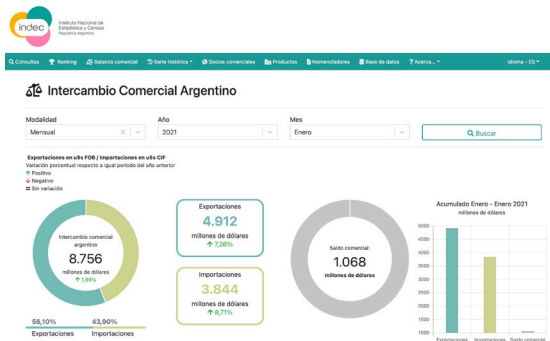 indec
Instituto Nacional de
Estadística y Censos
República Argentina
Consultas Ranking Balanza comercial Serie histórica Socios comerciales Productos Nomencladores Base de datos Acerca... Idioma - ES
Intercambio Comercial Argentino
Modalidad Año Mes
Mensual 2021 Enero Buscar
Exportaciones en u$s FOB / Importaciones en u$s CIF
Variación porcentual respecto a igual período del año anterior
↑ Positivo
↓ Negativo
= Sin variación
Intercambio comercial
argentino
8.756
millones de dólares
↑ 7,69%
56,10% 43,90%
Exportaciones Importaciones
Exportaciones
4.912
millones de dólares
↑ 7,26%
Importaciones
3.844
millones de dólares
↑ 8,71%
Saldo comercial:
1.068
millones de dólares
Acumulado Enero - Enero 2021
millones de dólares
5000
4500
4000
3500
3000
2500
2000
1500
1000
Exportaciones Importaciones Saldo comercial